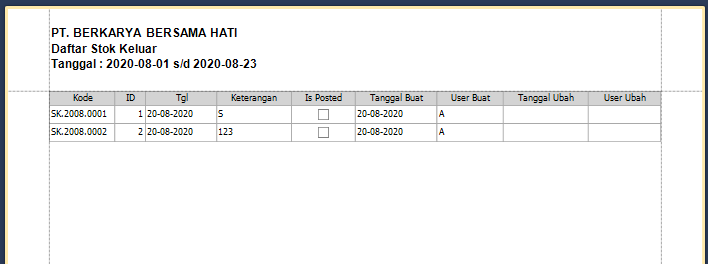 PT. BERKARYA BERSAMA HATI
Daftar Stok Keluar
Tanggal : 2020-08-01 s/d 2020-08-23
Kode ID Tgl Keterangan Is Posted Tanggal Buat User Buat Tanggal Ubah User Ubah
SK.2008.0001 1 20-08-2020 S 20-08-2020 A
SK.2008.0002 2 20-08-2020 123 20-08-2020 A